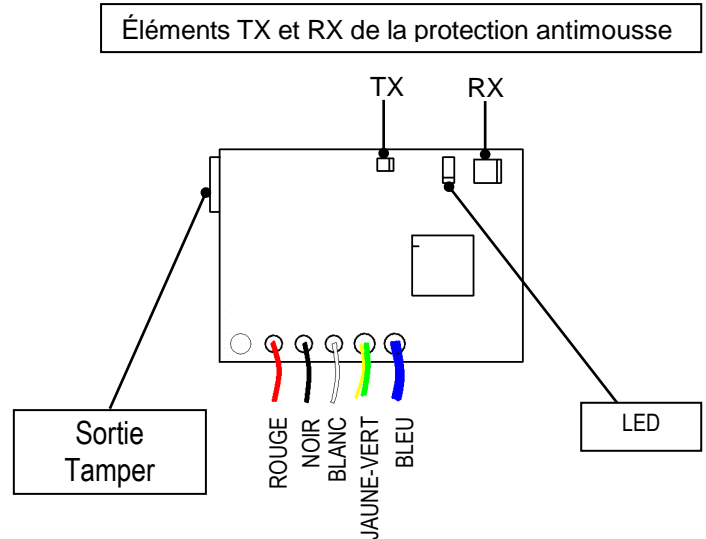 Éléments TX et RX de la protection antimousse
TX
RX
Sortie
Tamper
ROUGE
NOIR
BLANC
JAUNE-VERT
BLEU
LED